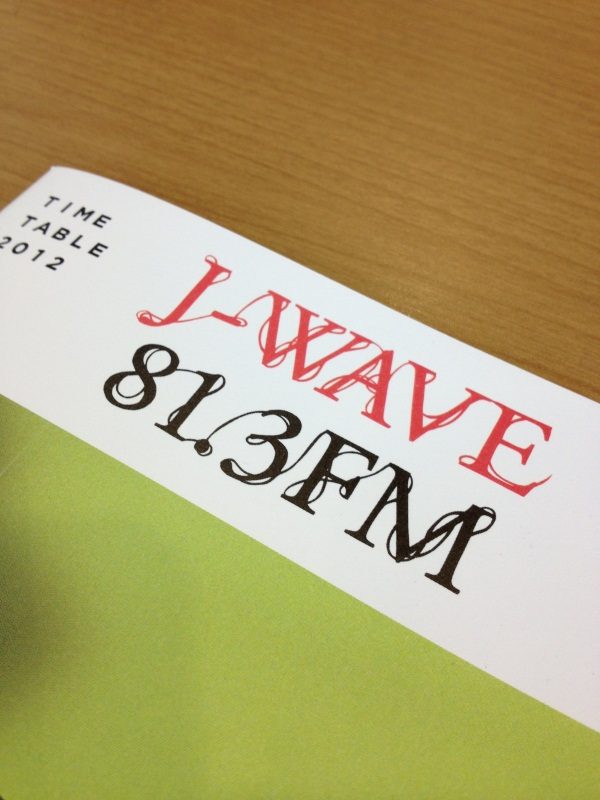 TIME
TABLE
2012
J-WAVE
81.3FM